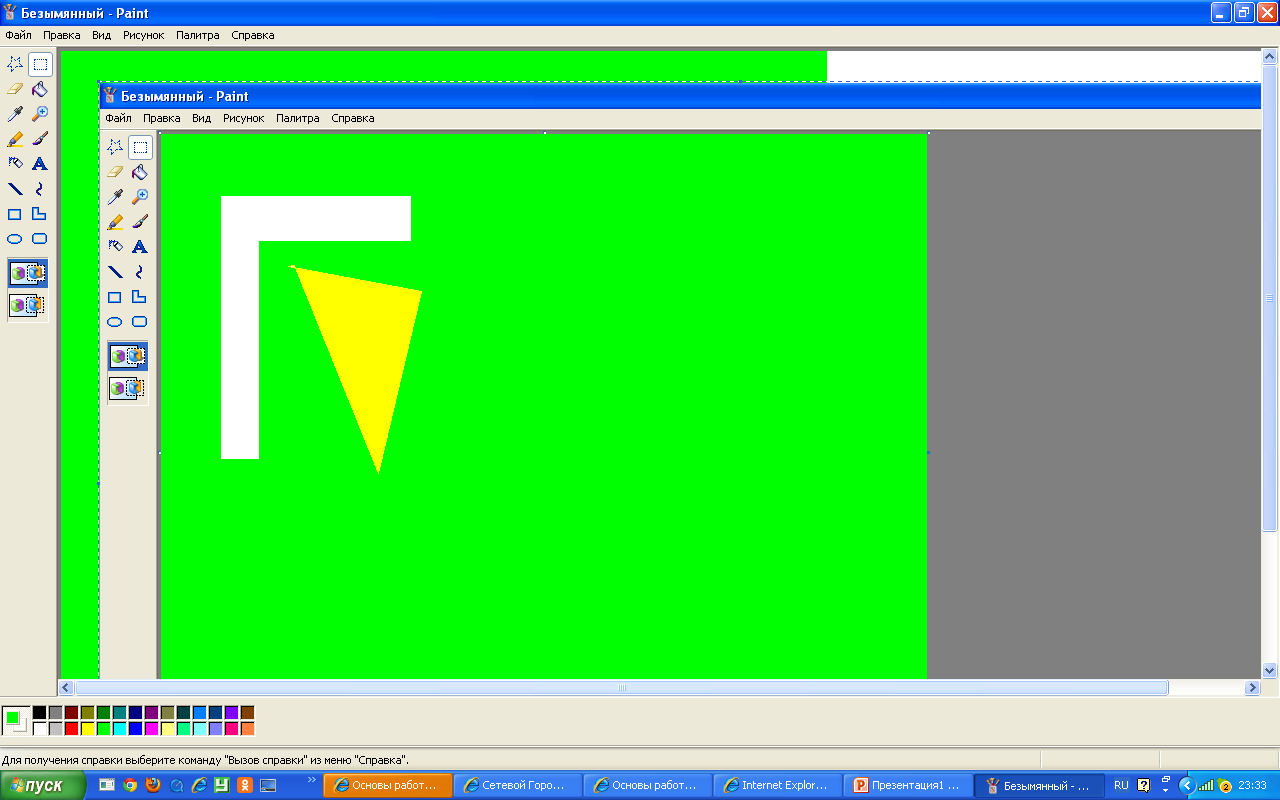 Безымянный - Paint
Файл Правка Вид Рисунок Палитра Справка
Безымянный - Paint
Файл Правка Вид Рисунок Палитра Справка
Для получения справки выберите команду "Вызов справки" из меню "Справка".
пуск Основы работ... Сетевой Горо... Основы работ... Internet Explor... Презентация1 ... Безымянный - ... RU 2 23:33